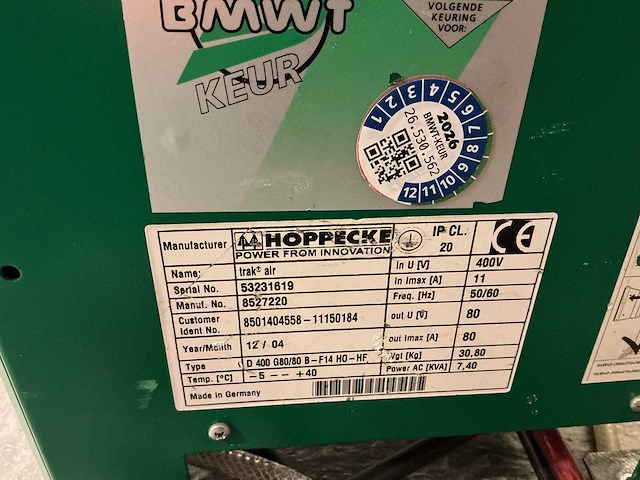 BMWT
KEUR
VOLGENDE
KEURING
VOOR:
1 2 3 4 5 6 7 8 9 10 11 12
2026
BMWT-KEUR
26.530.562
Manufacturer HOPPECKE IP CL. CE
POWER FROM INNOVATION 20
Name: trak² air in U [V] 400V
Serial No. 53231619 in Imax [A] 11
Manuf. No. 8527220 Freq. [Hz] 50/60
Customer Ident No. 8501404558-11150184 out U [V] 80
Year/Month 12 / 04 out Imax [A] 80
Type D 400 G80/80 B-F14 HO-HF Wgt [Kg] 30,80
Temp. [°C] -5 -- +40 Power AC [KVA] 7,40
Made in Germany